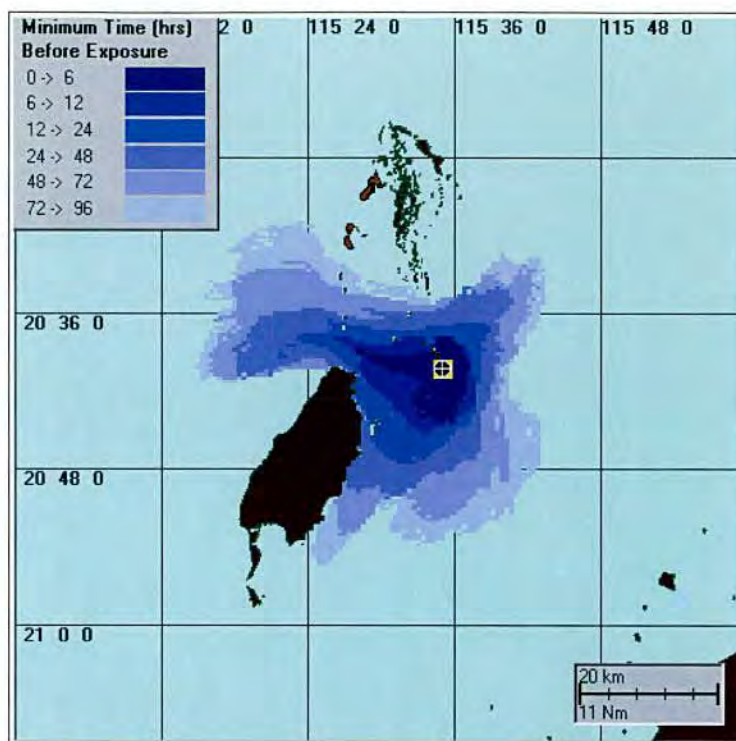 Minimum Time (hrs)
Before Exposure
0 -> 6
6 -> 12
12 -> 24
24 -> 48
48 -> 72
72 -> 96
2 0
115 24 0
115 36 0
115 48 0
20 36 0
20 48 0
21 0 0
20 km
11 Nm